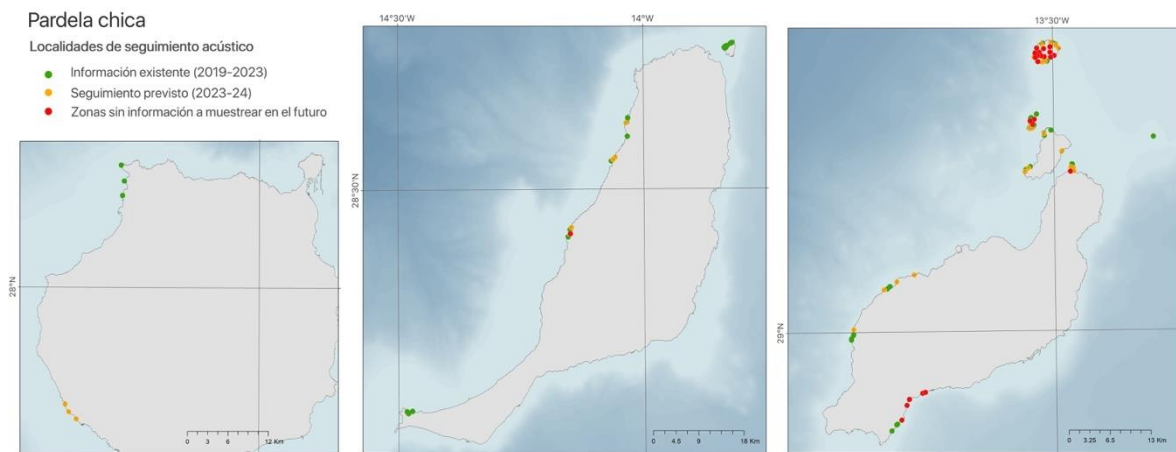 Pardela chica
Localidades de seguimiento acústico
Información existente (2019-2023)
Seguimiento previsto (2023-24)
Zonas sin información a muestrear en el futuro
28°N
0 3 6 12 Km
14°30'W
14°W
28°30'N
0 4.5 9 18 Km
13°30'W
29°N
0 3.25 6.5 13 Km